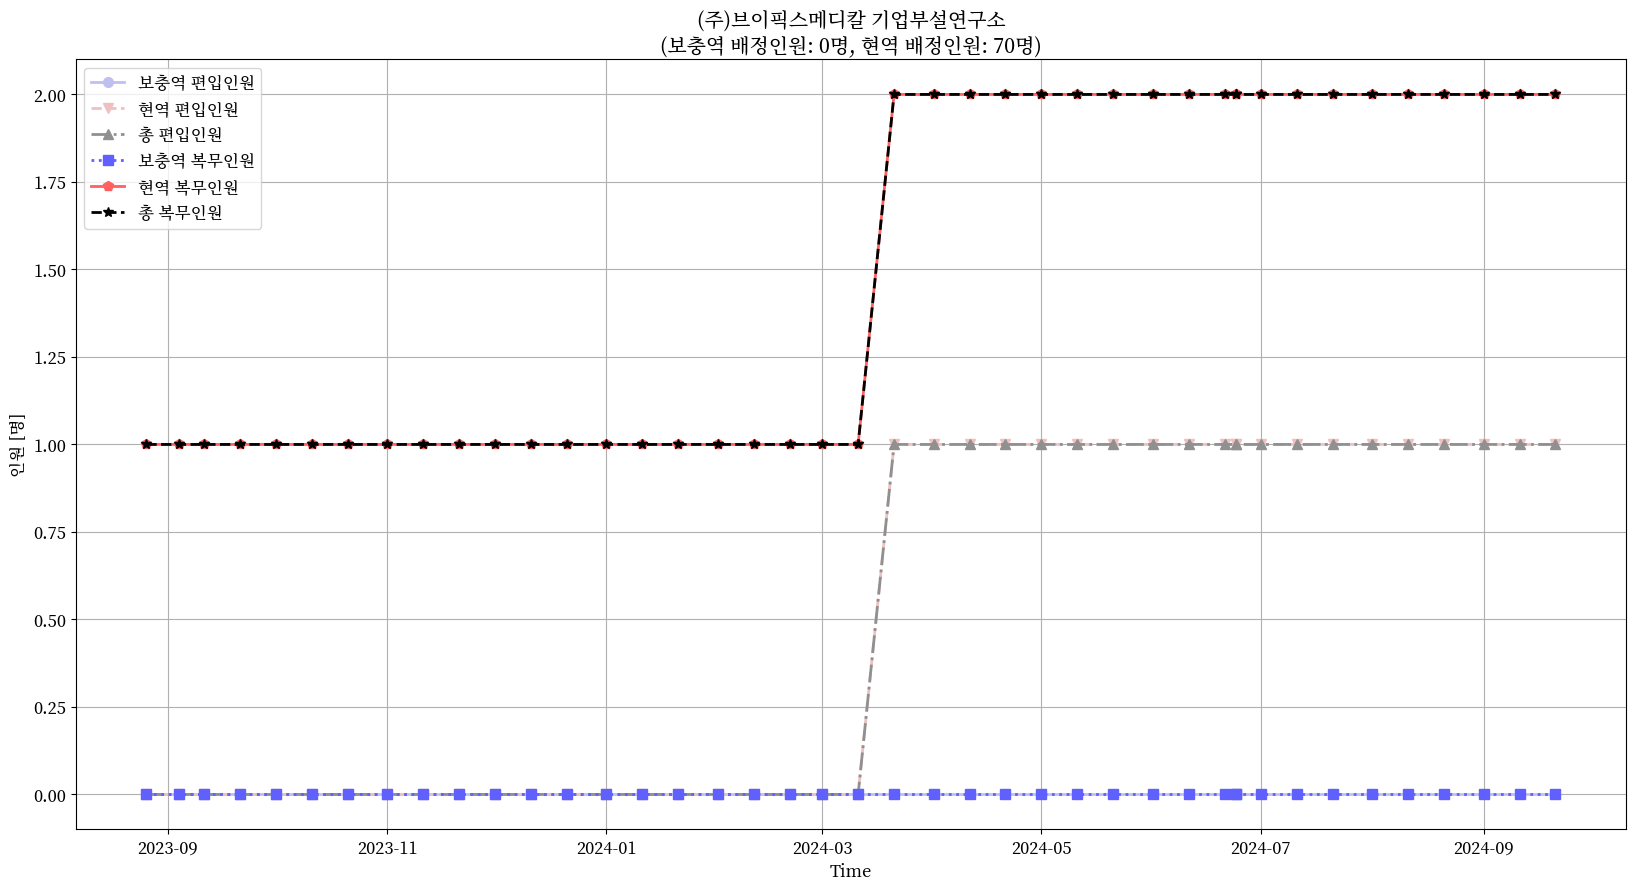 (주)브이픽스메디칼 기업부설연구소
(보충역 배정인원: 0명, 현역 배정인원: 70명)
보충역 편입인원
현역 편입인원
총 편입인원
보충역 복무인원
현역 복무인원
총 복무인원
2.00
1.75
1.50
1.25
1.00
0.75
0.50
0.25
0.00
인원 [명]
2023-09
2023-11
2024-01
2024-03
2024-05
2024-07
2024-09
Time